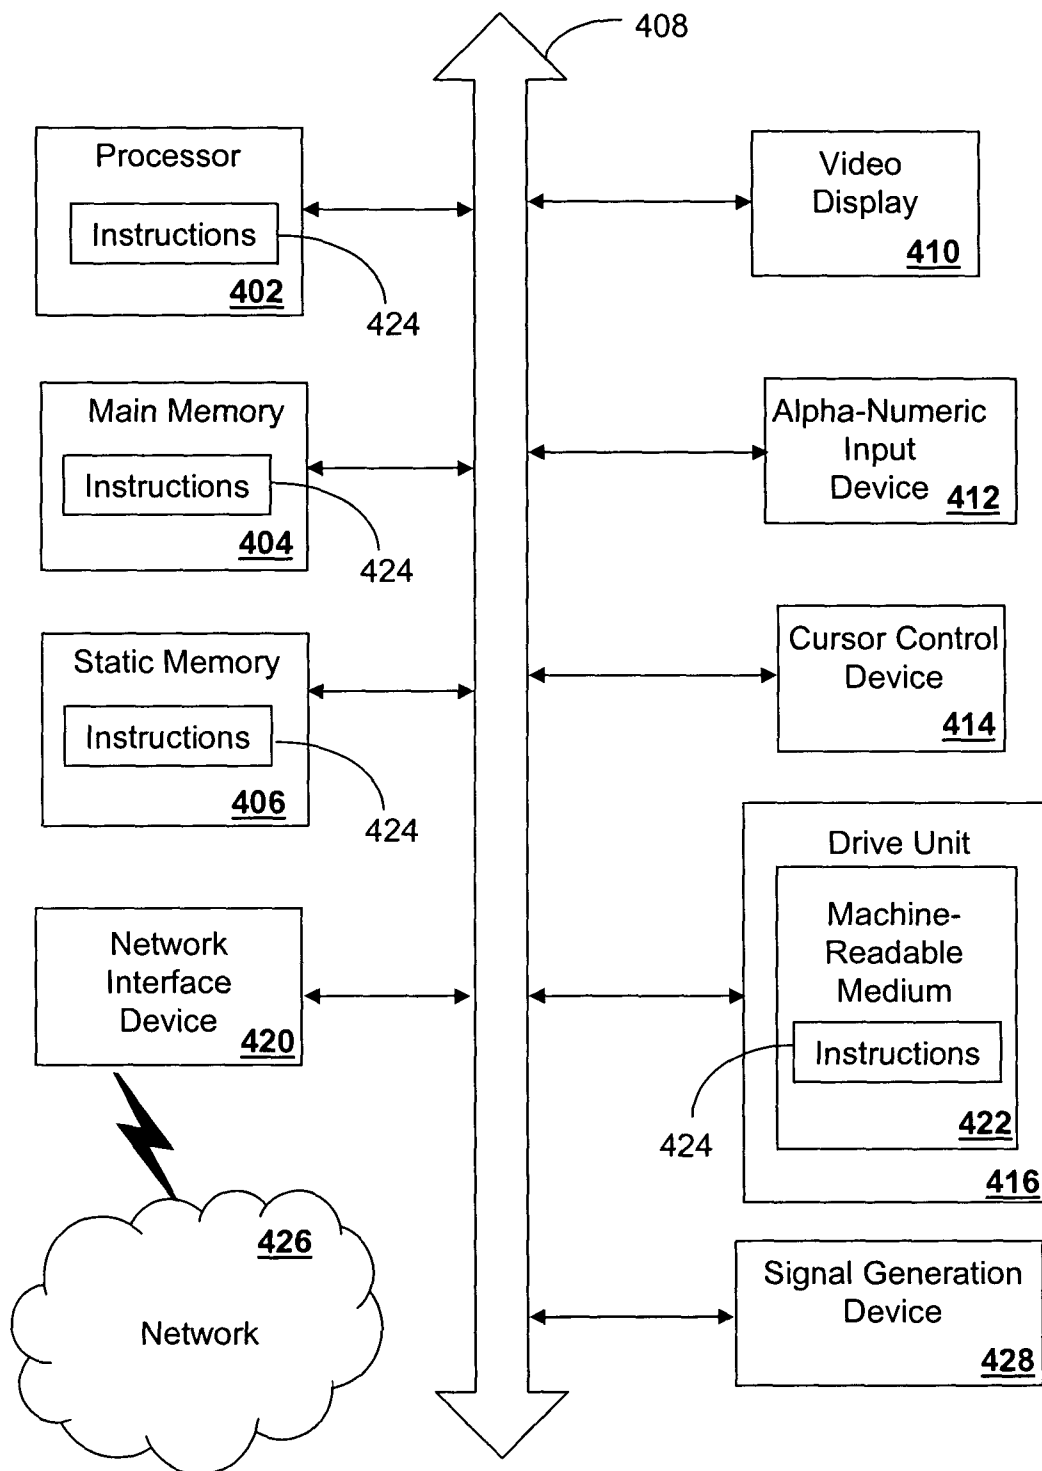 408
Processor
Instructions
402
424
Main Memory
Instructions
404
424
Static Memory
Instructions
406
424
Network
Interface
Device
420
426
Network
Video
Display
410
Alpha-Numeric
Input
Device
412
Cursor Control
Device
414
Drive Unit
Machine-
Readable
Medium
Instructions
422
424
416
Signal Generation
Device
428